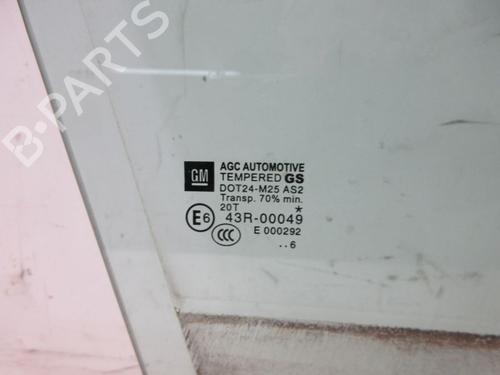 B-PARTS
GM
AGC AUTOMOTIVE
TEMPERED GS
DOT24-M25 AS2
Transp. 70% min.
20T *
E6 43R-00049
CCC E 000292
..6